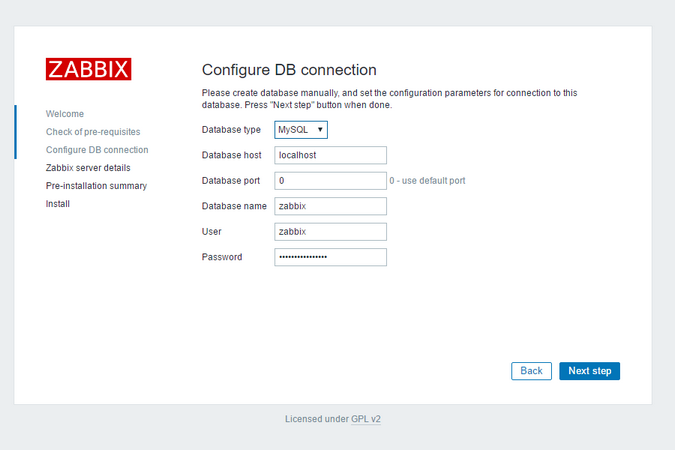 ZABBIX
Welcome
Check of pre-requisites
Configure DB connection
Zabbix server details
Pre-installation summary
Install
Configure DB connection
Please create database manually, and set the configuration parameters for connection to this
database. Press "Next step" button when done.
Database type MySQL ▼
Database host localhost
Database port 0 0 - use default port
Database name zabbix
User zabbix
Password ••••••••••••••••
Back Next step
Licensed under GPL v2